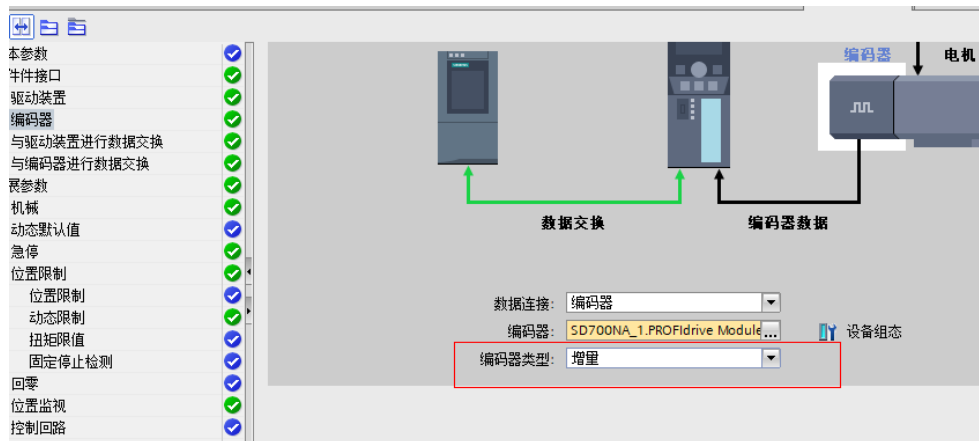 本参数
件件接口
驱动装置
编码器
与驱动装置进行数据交换
与编码器进行数据交换
展参数
机械
动态默认值
急停
位置限制
位置限制
动态限制
扭矩限值
固定停止检测
回零
位置监视
控制回路
编码器
电机
数据交换
编码器数据
数据连接:
编码器
编码器:
SD700NA_1.PROFIdrive Module
...
设备组态
编码器类型:
增量